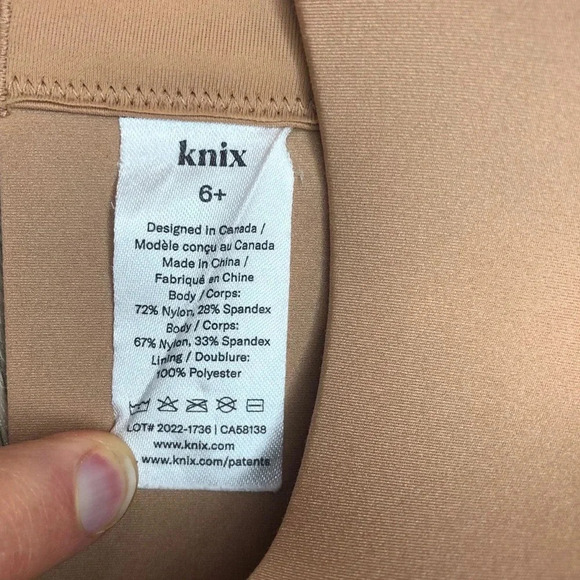 knix
6+
Designed in Canada /
Modèle conçu au Canada
Made in China /
Fabriqué en Chine
Body / Corps:
72% Nylon, 28% Spandex
Body / Corps:
67% Nylon, 33% Spandex
Lining / Doublure:
100% Polyester
LOT# 2022-1736 | CA58138
www.knix.com
www.knix.com/patents